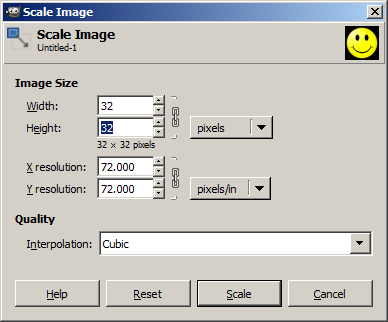 Scale Image
Scale Image
Untitled-1
Image Size
Width: 32
Height: 32 pixels
32 × 32 pixels
X resolution: 72.000
Y resolution: 72.000 pixels/in
Quality
Interpolation: Cubic
Help Reset Scale Cancel